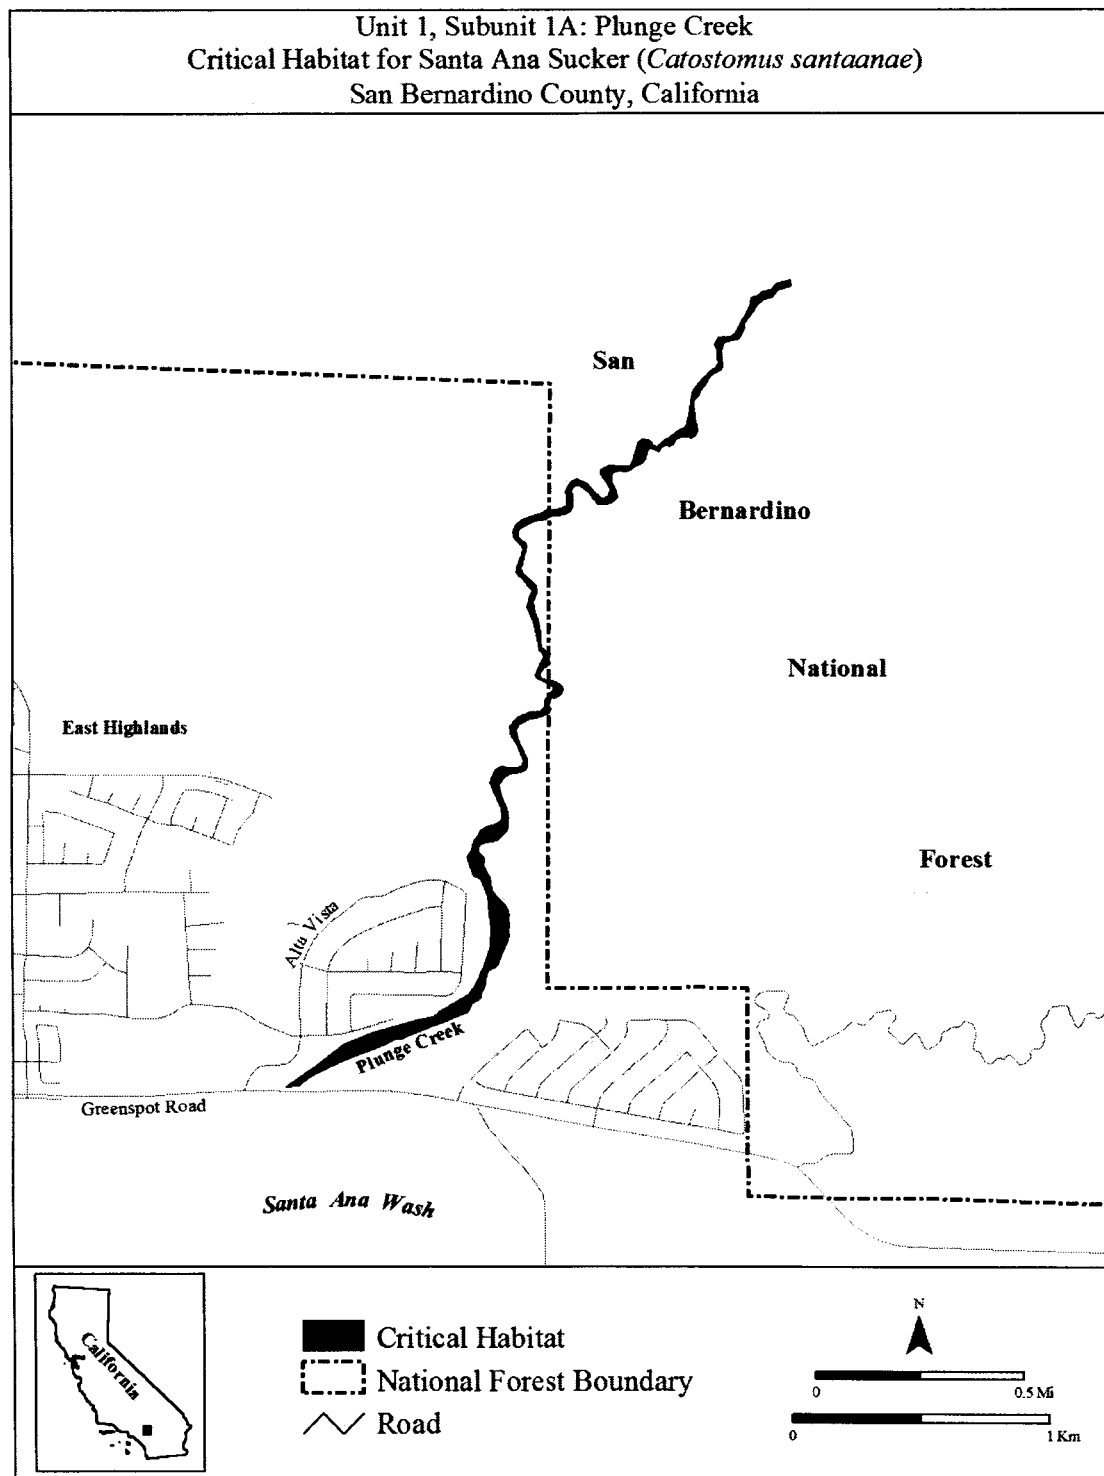 Unit 1, Subunit 1A: Plunge Creek
Critical Habitat for Santa Ana Sucker (Catostomus santaanae)
San Bernardino County, California
San
Bernardino
National
East Highlands
Forest
Alta Vista
Plunge Creek
Greenspot Road
Santa Ana Wash
California
Critical Habitat
National Forest Boundary
Road
N
0 0.5 Mi
0 1 Km